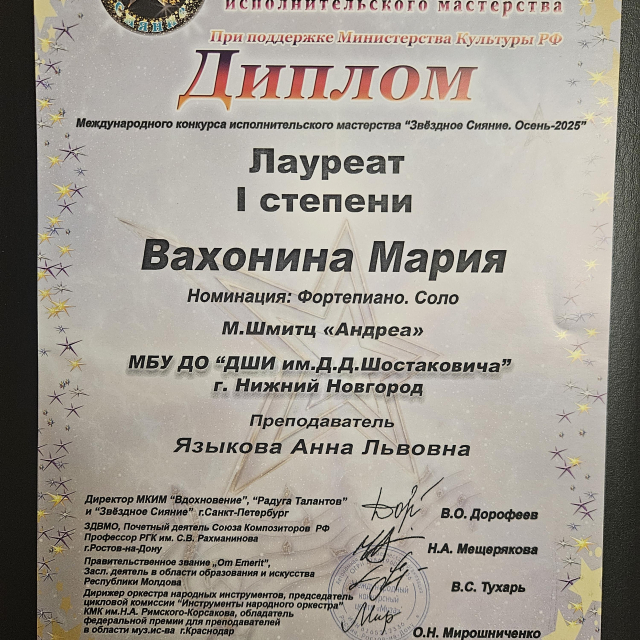 исполнительского мастерства
При поддержке Министерства Культуры РФ
Диплом
Международного конкурса исполнительского мастерства "Звёздное Сияние. Осень-2025"
Лауреат
I степени
Вахонина Мария
Номинация: Фортепиано. Соло
М.Шмитц «Андреа»
МБУ ДО "ДШИ им.Д.Д.Шостаковича"
г. Нижний Новгород
Преподаватель
Языкова Анна Львовна
Директор МКИМ "Вдохновение", "Радуга Талантов"
и "Звёздное Сияние" г.Санкт-Петербург
В.О. Дорофеев
ЗДВМО, Почетный деятель Союза Композиторов РФ
Профессор РГК им. С.В. Рахманинова
г.Ростов-на-Дону
Н.А. Мещерякова
Правительственное звание „Om Emerit",
Засл. деятель в области образования и искусства
Республики Молдова
В.С. Тухарь
Дирижер оркестра народных инструментов, председатель
цикловой комиссии "Инструменты народного оркестра"
КМК им.Н.А. Римского-Корсакова, обладатель
федеральной премии для преподавателей
в области муз.ис-ва г.Краснодар
О.Н. Мирошниченко